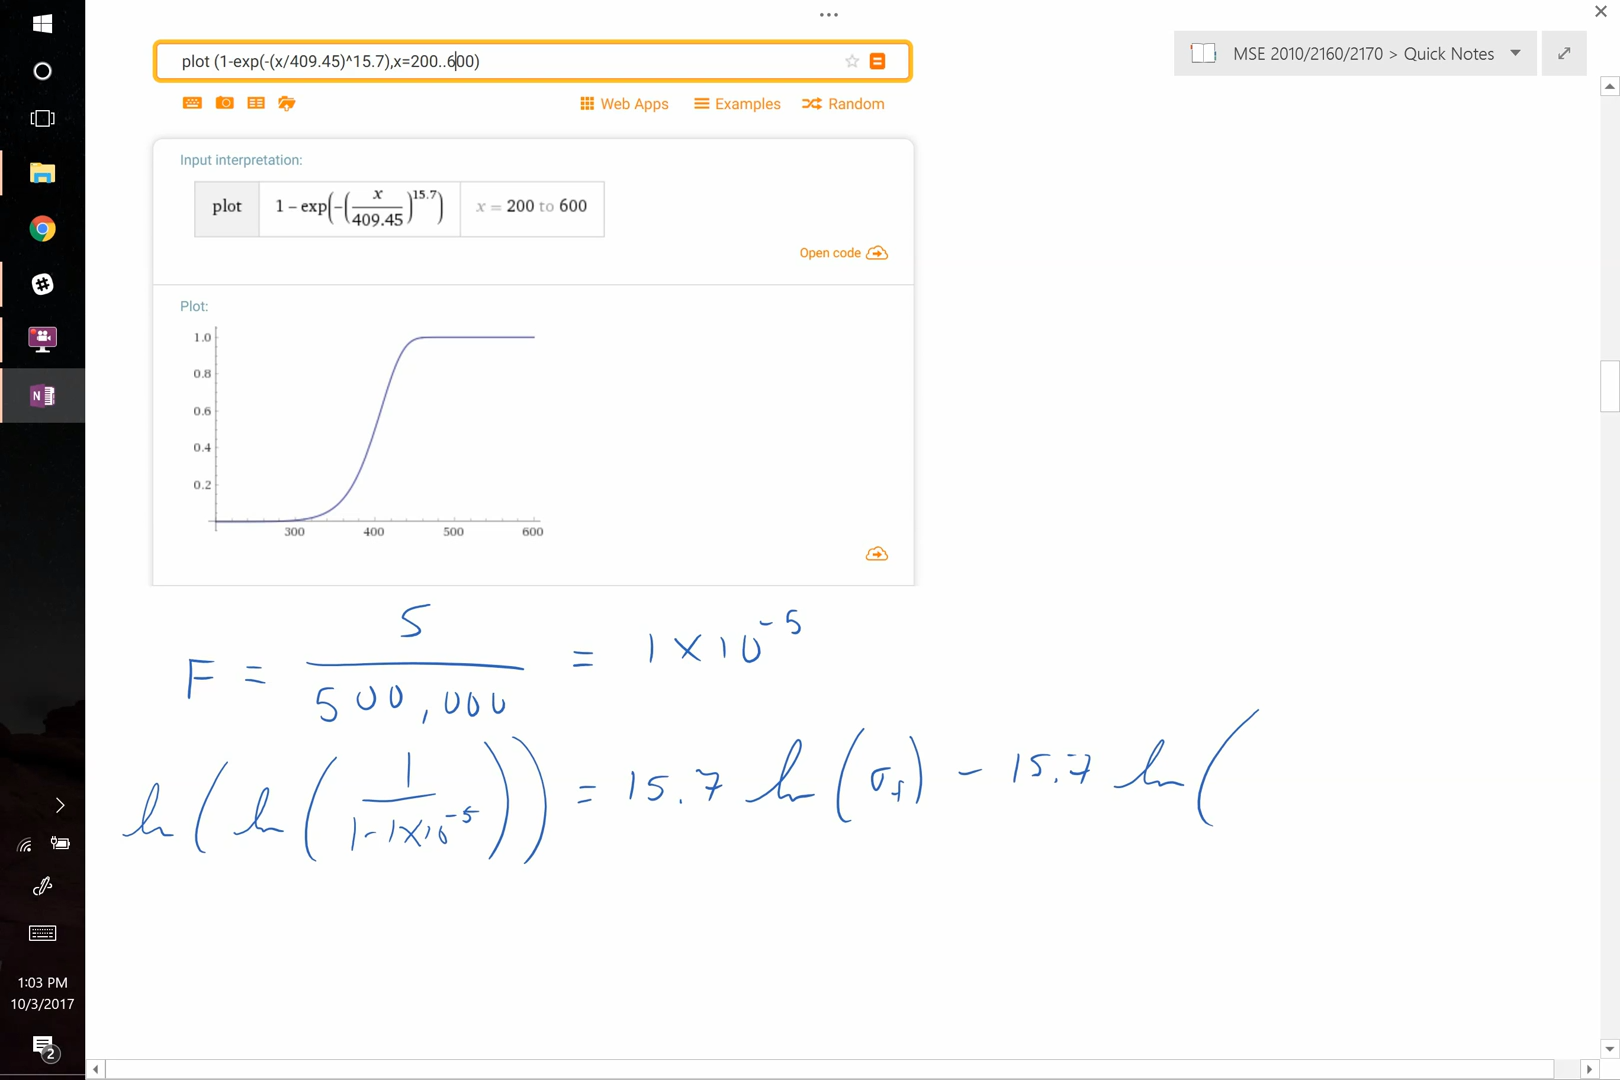 MSE 2010/2160/2170 > Quick Notes
plot (1-exp(-(x/409.45)^15.7),x=200..600)
Web Apps Examples Random
Input interpretation:
plot 1 – exp(-(x/409.45)^15.7) x = 200 to 600
Open code
Plot:
1.0
0.8
0.6
0.4
0.2
300 400 500 600
F = 5/500,000 = 1 × 10^-5
ln(ln(1/(1-1×10^-5))) = 15.7 ln(σf) – 15.7 ln(
N
1:03 PM
10/3/2017
2